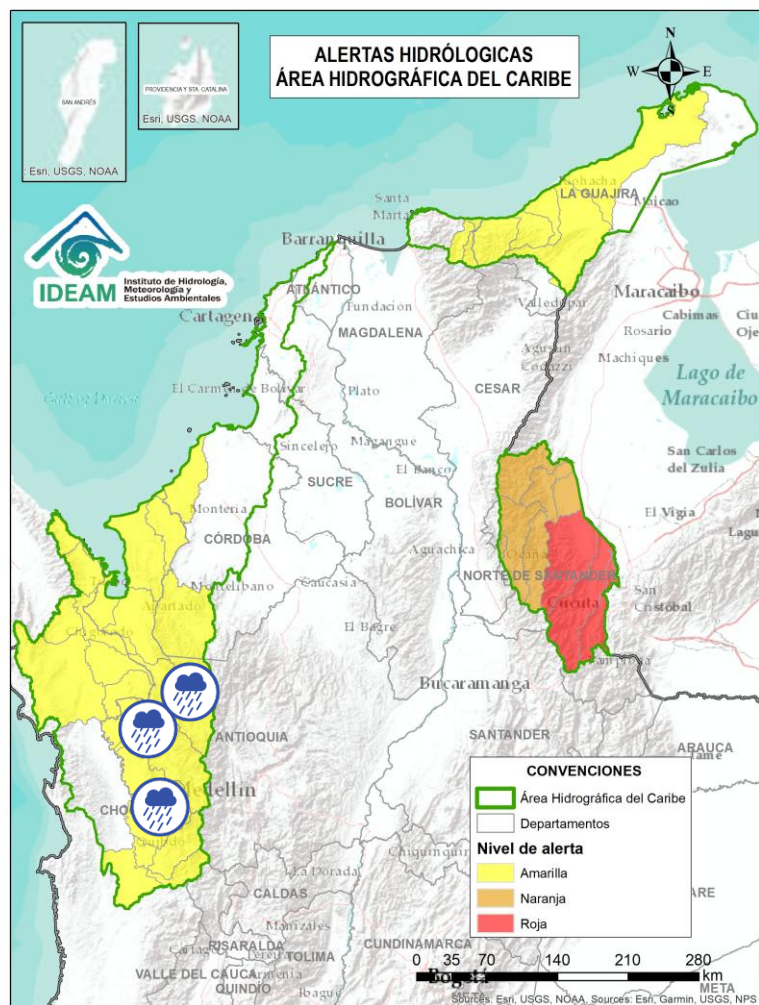 ALERTAS HIDRÓLOGICAS
ÁREA HIDROGRÁFICA DEL CARIBE
N
W
E
S
SAN ANDRÉS
PROVIDENCIA Y STA. CATALINA
Esri, USGS, NOAA
Esri, USGS, NOAA
IDEAM
Instituto de Hidrología,
Meteorología y
Estudios Ambientales
LA GUAJIRA
Maicao
Santa
Marta
Barranquilla
ATLÁNTICO
Cartagena
Fundación
MAGDALENA
Valledupar
Maracaibo
Cabimas
Rosario
Machiques
Agustín
Codazzi
CESAR
Lago de
Maracaibo
El Carmen de Bolívar
Plato
Sincelejo
Magangué
SUCRE
El Banco
BOLÍVAR
San Carlos
del Zulia
Montería
CÓRDOBA
El Vigía
Aguachica
Ocaña
NORTE DE SANTANDER
Cúcuta
San
Cristóbal
Montelíbano
Caucasia
Apartadó
El Bagre
Pamplona
Bucaramanga
ANTIOQUIA
SANTANDER
ARAUCA
Medellín
CONVENCIONES
Área Hidrográfica del Caribe
Departamentos
Nivel de alerta
Amarilla
Naranja
Roja
La Dorada
CALDAS
Manizales
RISARALDA
TOLIMA
CUNDINAMARCA
VALLE DEL CAUCA
Armenia
QUINDÍO
Ibagué
Bogotá
META
0 35 70 140 210 280
km
Sources: Esri, USGS, NOAA, Sources: Esri, Garmin, USGS, NPS